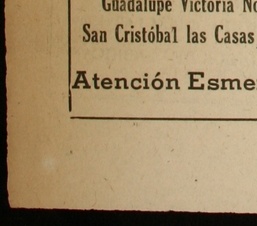 Guadalupe Victoria
San Cristóbal las Casas
Atención